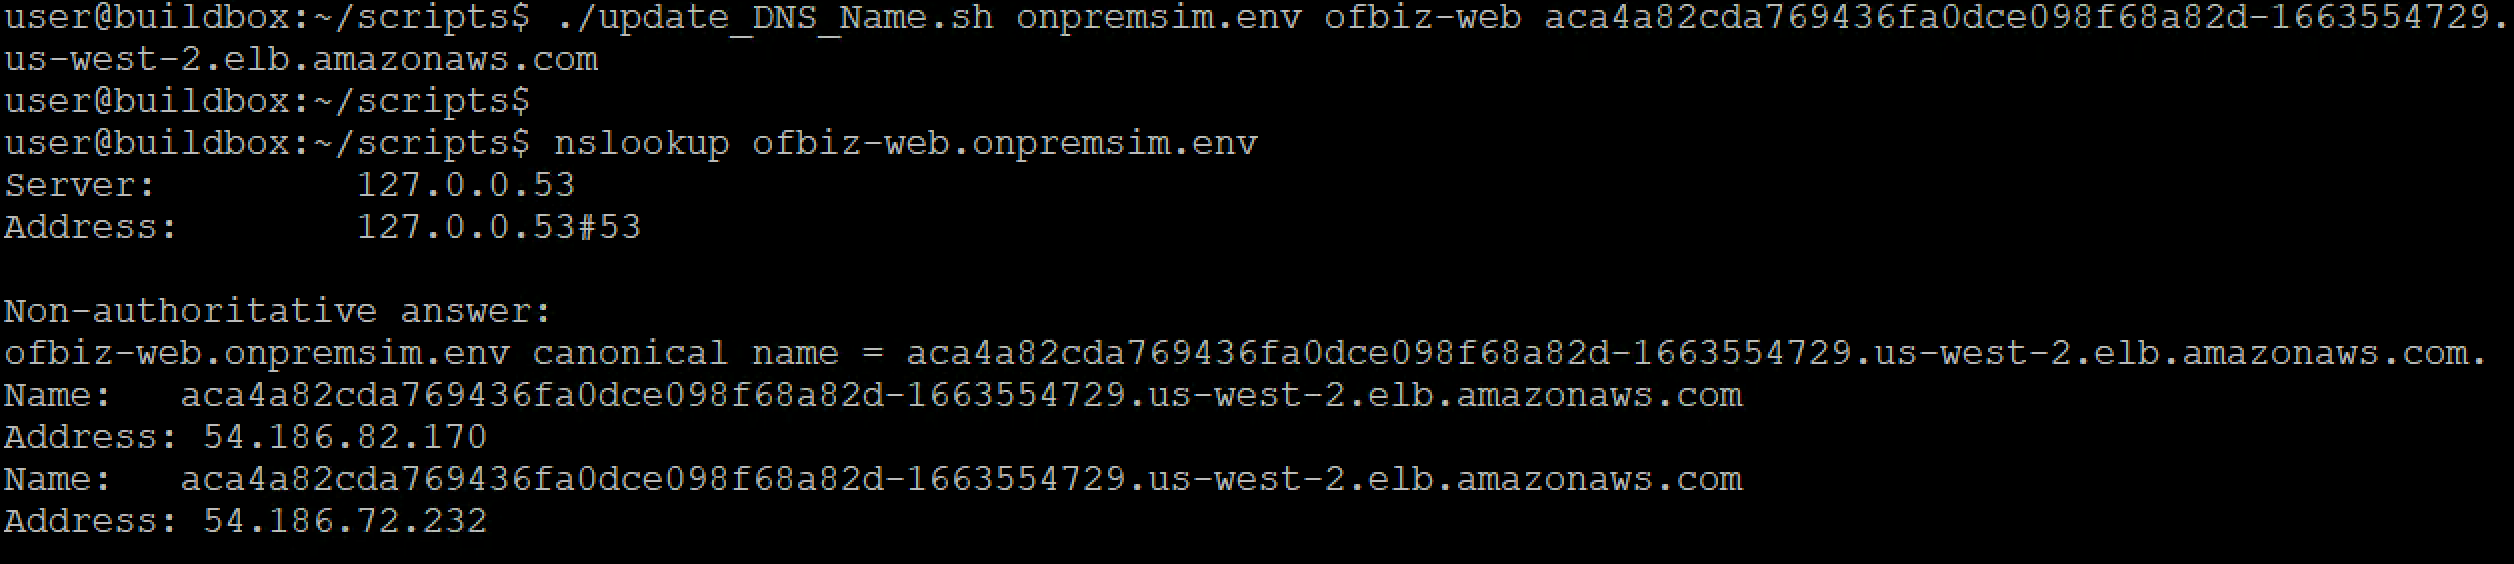 user@buildbox:~/scripts$ ./update_DNS_Name.sh onpremsim.env ofbiz-web aca4a82cda769436fa0dce098f68a82d-1663554729.
us-west-2.elb.amazonaws.com
user@buildbox:~/scripts$
user@buildbox:~/scripts$ nslookup ofbiz-web.onpremsim.env
Server:         127.0.0.53
Address:        127.0.0.53#53
Non-authoritative answer:
ofbiz-web.onpremsim.env canonical name = aca4a82cda769436fa0dce098f68a82d-1663554729.us-west-2.elb.amazonaws.com.
Name:   aca4a82cda769436fa0dce098f68a82d-1663554729.us-west-2.elb.amazonaws.com
Address: 54.186.82.170
Name:   aca4a82cda769436fa0dce098f68a82d-1663554729.us-west-2.elb.amazonaws.com
Address: 54.186.72.232